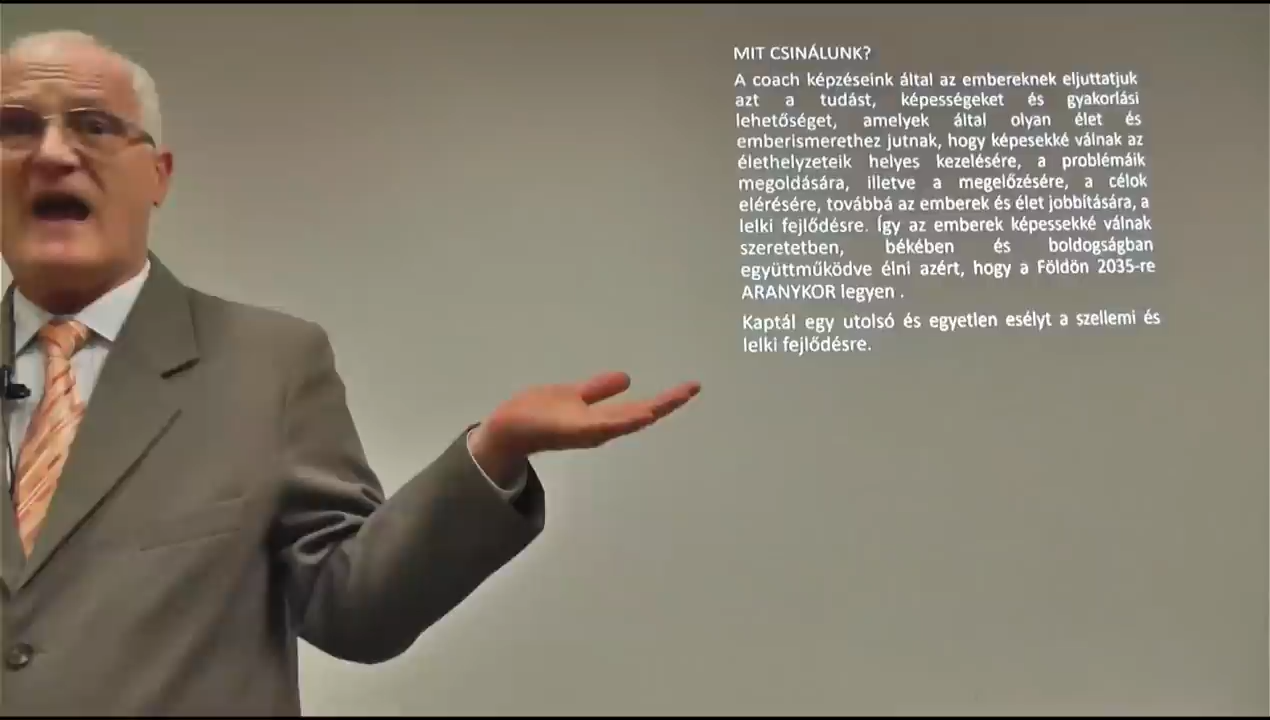 MIT CSINÁLUNK?
A coach képzéseink által az embereknek eljuttatjuk
azt a tudást, képességeket és gyakorlási
lehetőséget, amelyek által olyan élet és
emberismerethez jutnak, hogy képesekké válnak az
élethelyzeteik helyes kezelésére, a problémáik
megoldására, illetve a megelőzésére, a célok
elérésére, továbbá az emberek és élet jobbítására, a
lelki fejlődésre. Így az emberek képessekké válnak
szeretetben, békében és boldogságban
együttműködve élni azért, hogy a Földön 2035-re
ARANYKOR legyen .
Kaptál egy utolsó és egyetlen esélyt a szellemi és
lelki fejlődésre.